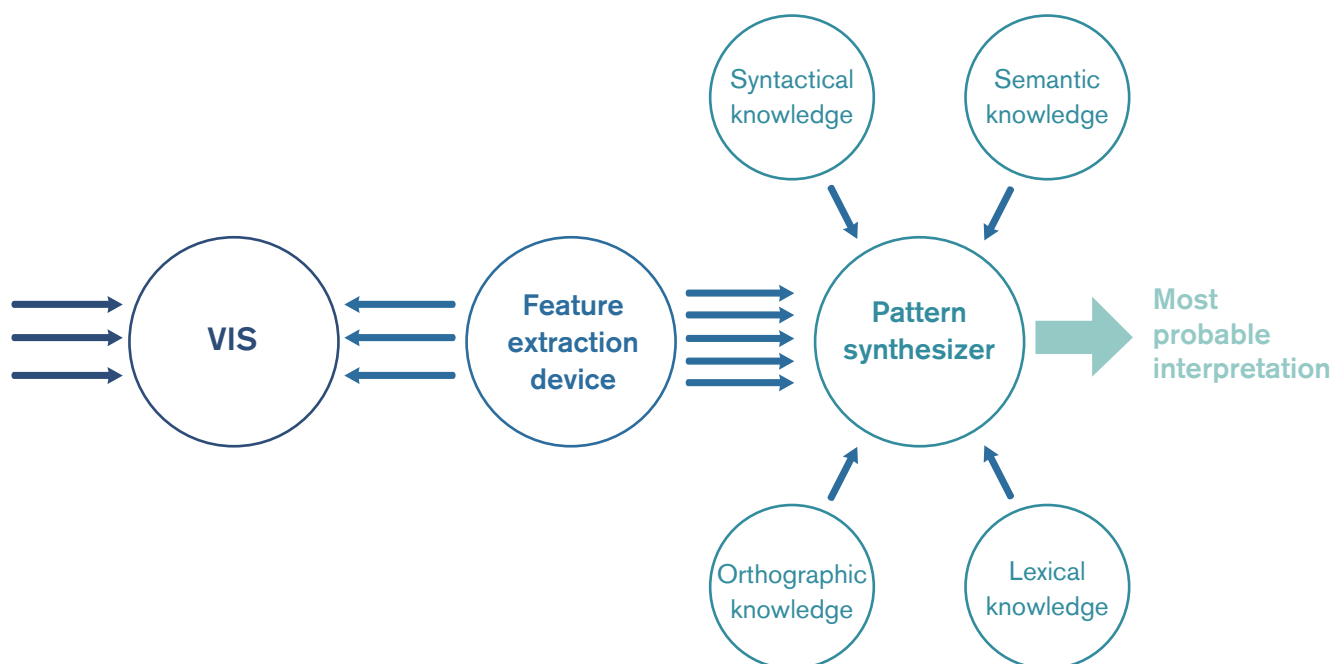 Syntactical
knowledge
Semantic
knowledge
VIS
Feature
extraction
device
Pattern
synthesizer
Most
probable
interpretation
Orthographic
knowledge
Lexical
knowledge